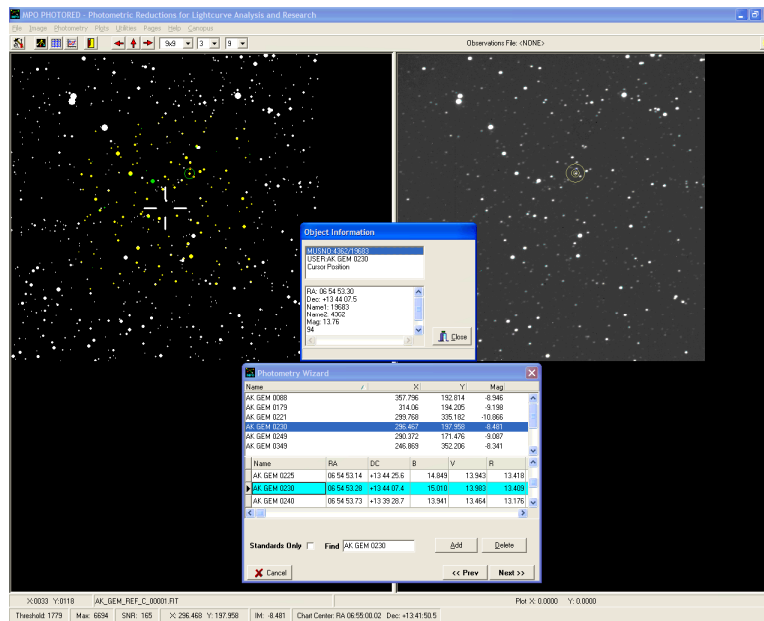 MPO PHOTORED - Photometric Reductions for Lightcurve Analysis and Research
File Image Photometry Plots Utilities Pages Help Canopus
9x9 3 9 Observations File: <NONE>
Object Information
MUSNO:4362/19683
USER:AK GEM 0230
Cursor Position
RA: 06 54 53.30
Dec: +13 44 07.5
Name1: 19683
Name2: 4362
Mag: 13.76
94
Close
Photometry Wizard
Name / X Y Mag
AK GEM 0088 357.796 192.814 -8.946
AK GEM 0179 314.06 194.205 -9.198
AK GEM 0221 299.768 335.182 -10.866
AK GEM 0230 296.467 197.958 -8.481
AK GEM 0249 290.372 171.476 -9.087
AK GEM 0349 246.869 352.206 -8.341
Name RA DC B V R
AK GEM 0225 06 54 53.14 +13 44 25.6 14.849 13.943 13.418
AK GEM 0230 06 54 53.28 +13 44 07.4 15.010 13.983 13.409
AK GEM 0240 06 54 53.73 +13 39 28.7 13.941 13.464 13.176
Standards Only Find AK GEM 0230 Add Delete
Cancel << Prev Next >>
X:0033 Y:0118 AK_GEM_REF_C_00001.FIT Plot X: 0.0000 Y: 0.0000
Threshold: 1779 Max: 6694 SNR: 165 X: 296.468 Y: 197.958 IM: -8.481 Chart Center: RA 06:55:00.02 Dec: +13:41:50.5